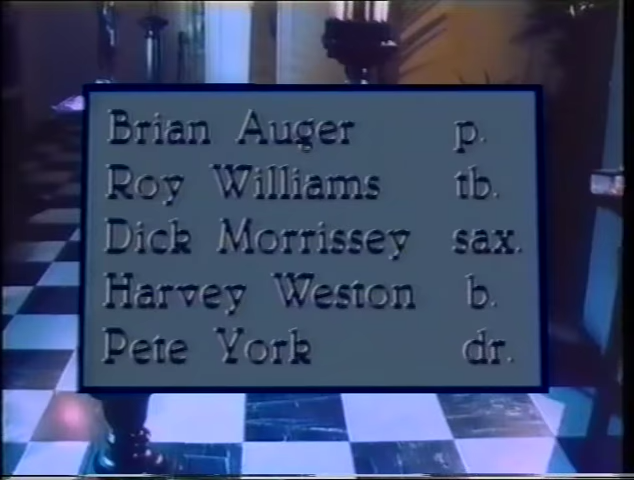 Brian Auger p.
Roy Williams tb.
Dick Morrissey sax.
Harvey Weston b.
Pete York dr.